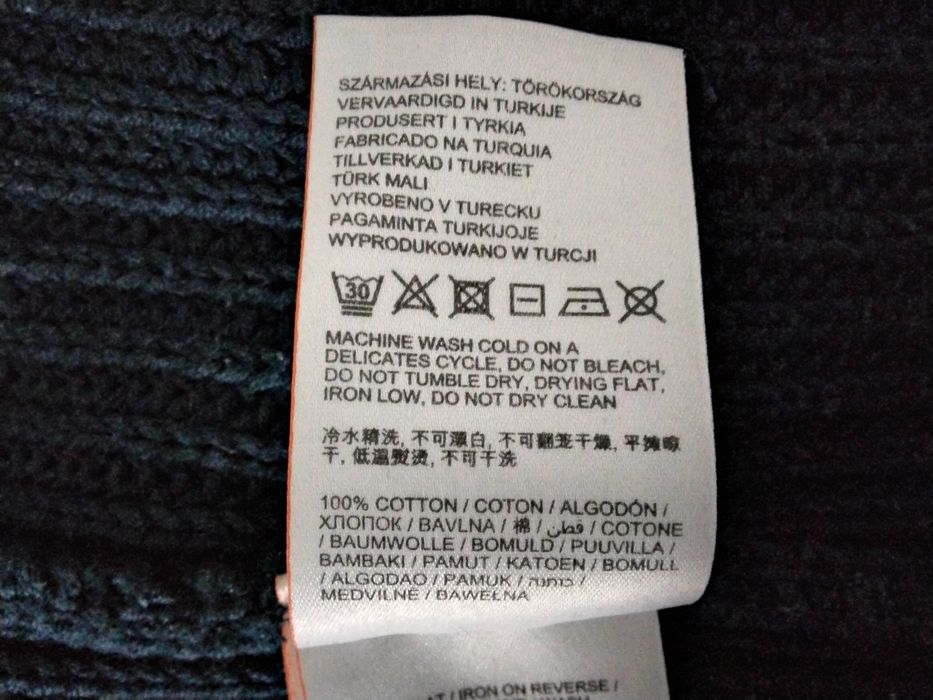 SZÁRMAZÁSI HELY: TÖRÖKORSZÁG
VERVAARDIGD IN TURKIJE
PRODUSERT I TYRKIA
FABRICADO NA TURQUIA
TILLVERKAD I TURKIET
TÜRK MALI
VYROBENO V TURECKU
PAGAMINTA TURKIJOJE
WYPRODUKOWANO W TURCJI
30
MACHINE WASH COLD ON A
DELICATES CYCLE, DO NOT BLEACH,
DO NOT TUMBLE DRY, DRYING FLAT,
IRON LOW, DO NOT DRY CLEAN
冷水精洗, 不可漂白, 不可翻笼干燥, 平摊晾
干, 低温熨烫, 不可干洗
100% COTTON / COTON / ALGODÓN /
ХЛОПОК / BAVLNA / 棉 / قطن / COTONE
/ BAUMWOLLE / BOMULD / PUUVILLA /
BAMBAKI / PAMUT / KATOEN / BOMULL
/ ALGODAO / PAMUK / כותנה /
MEDVILNĖ / BAWEŁNA
/ IRON ON REVERSE /